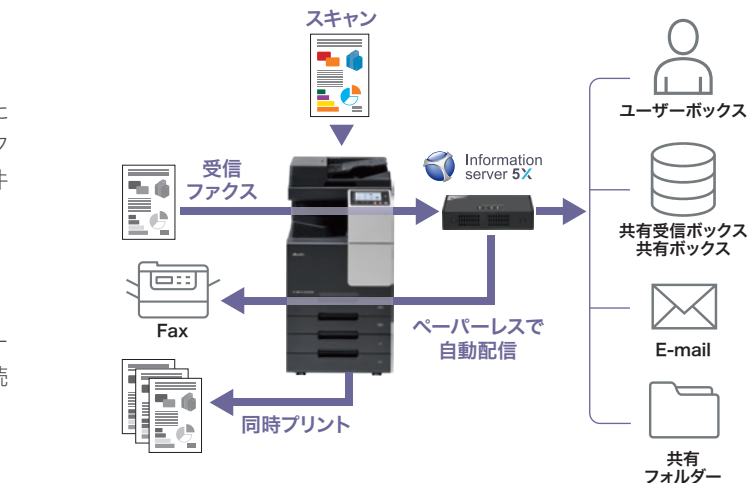 スキャン
受信
ファクス
Information
server 5X
ユーザーボックス
共有受信ボックス
共有ボックス
Fax
ペーパーレスで
自動配信
E-mail
同時プリント
共有
フォルダー